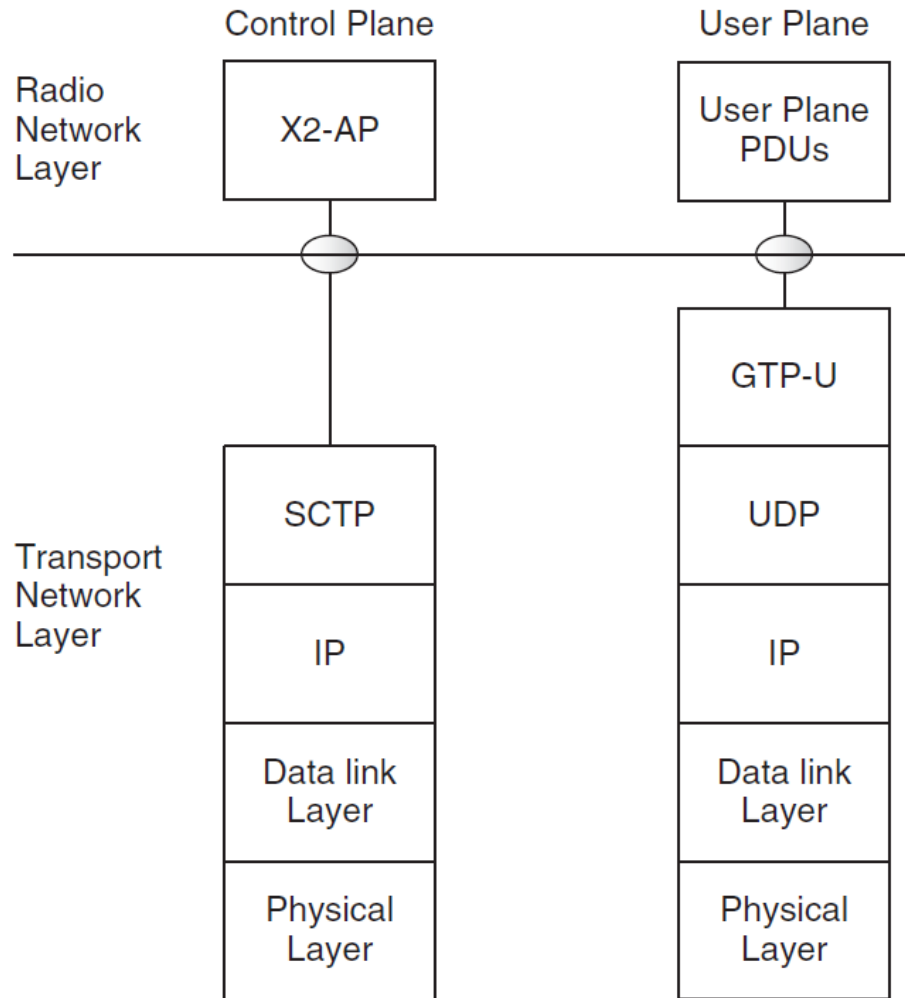 Control Plane
User Plane
Radio
Network
Layer
X2-AP
User Plane
PDUs
GTP-U
Transport
Network
Layer
SCTP
UDP
IP
IP
Data link
Layer
Data link
Layer
Physical
Layer
Physical
Layer